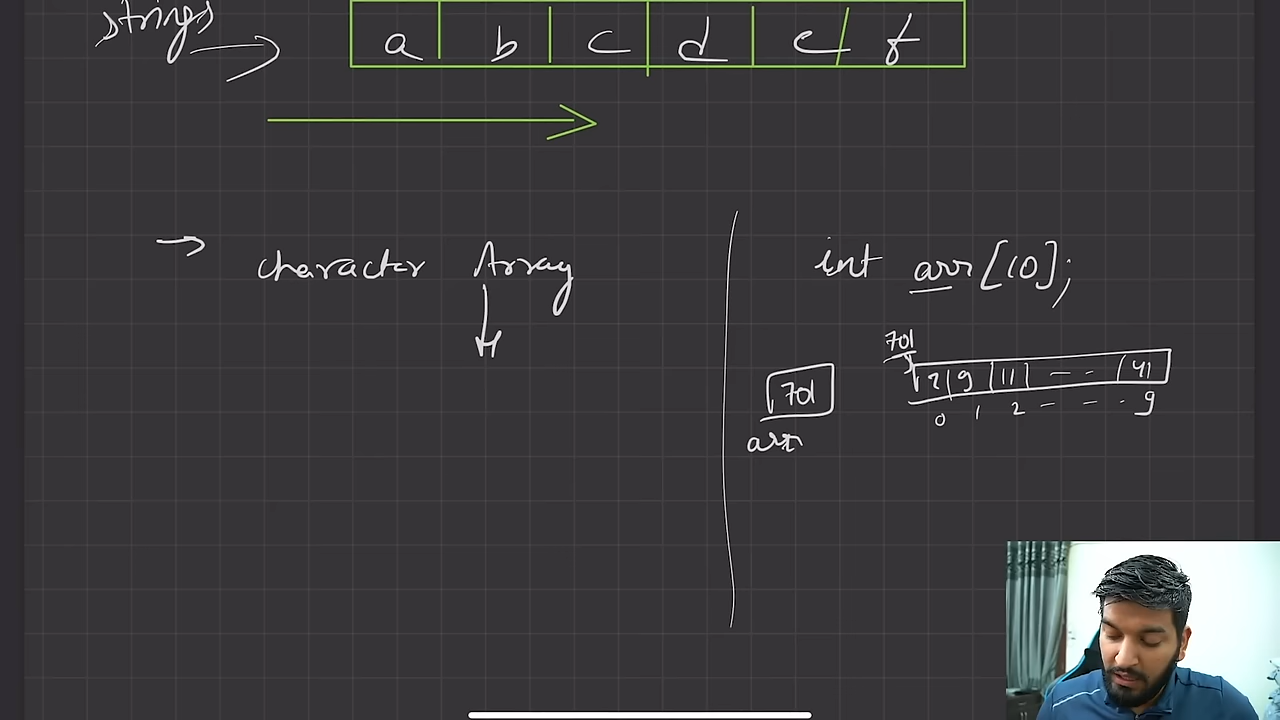 strings
a b c d e f
character Array
int arr[10];
701
2 9 11 - - 41
0 1 2 - - - 9
701
arr